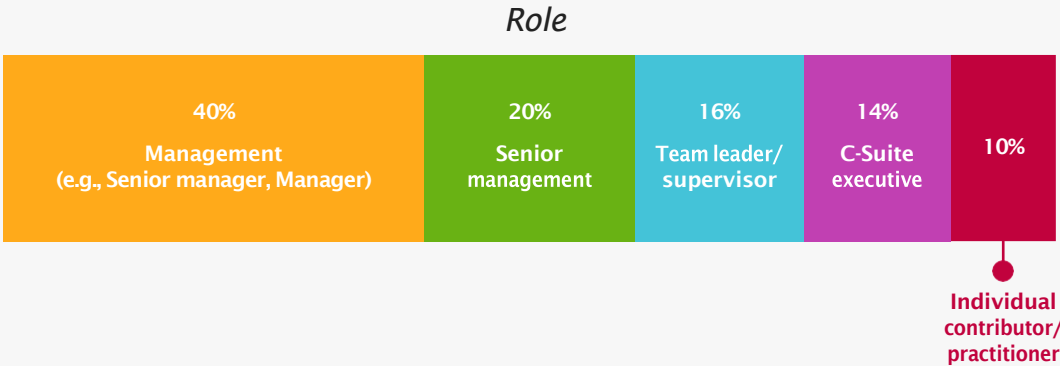 Role
40%
Management
(e.g., Senior manager, Manager)
20%
Senior
management
16%
Team leader/
supervisor
14%
C-Suite
executive
10%
Individual
contributor/
practitioner